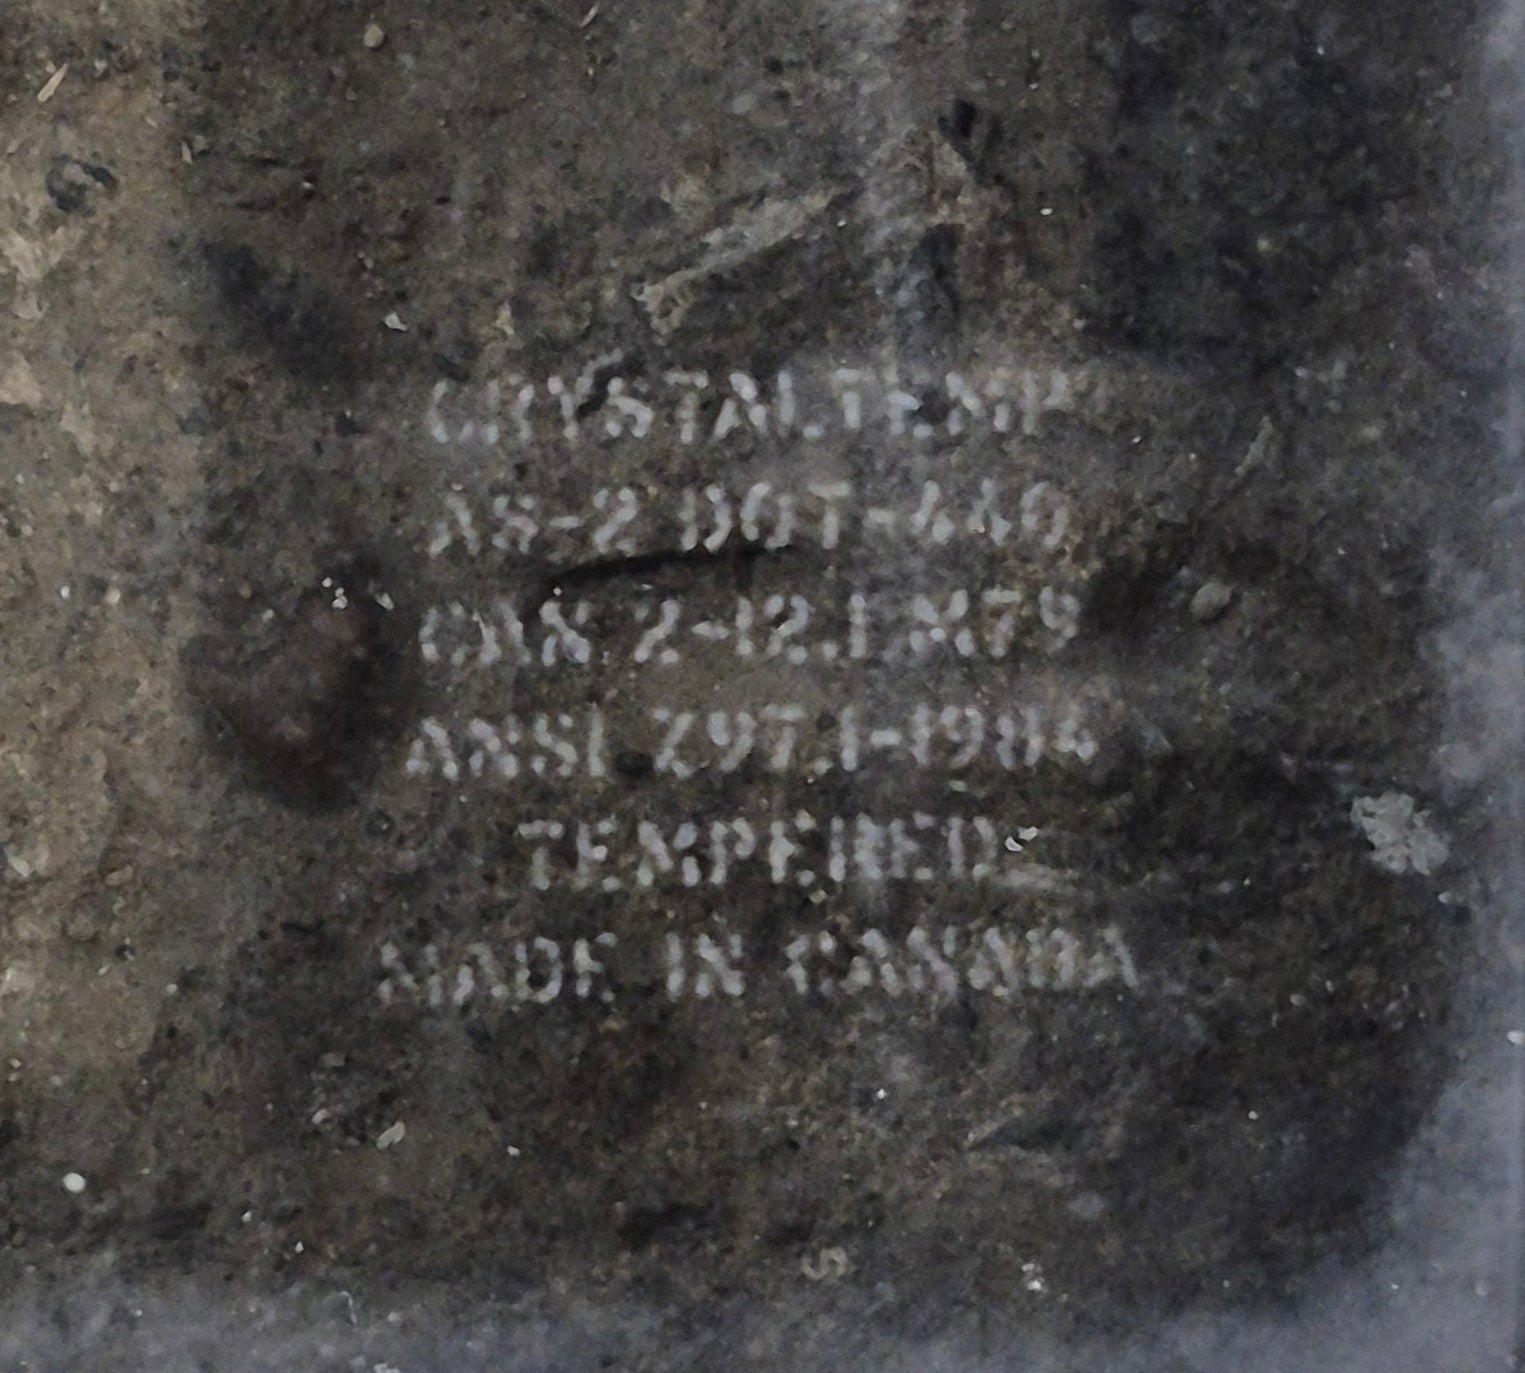 CRYSTALTEMP
AS-2 DOT-440
CAN 2-12.1 M79
ANSI Z97.1-1984
TEMPERED
MADE IN CANADA